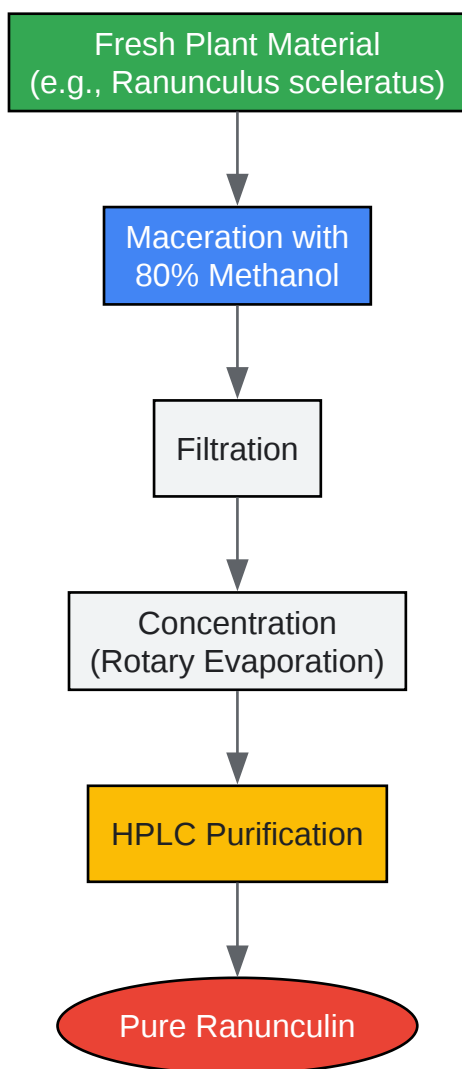 Fresh Plant Material
(e.g., Ranunculus sceleratus)
Maceration with
80% Methanol
Filtration
Concentration
(Rotary Evaporation)
HPLC Purification
Pure Ranunculin